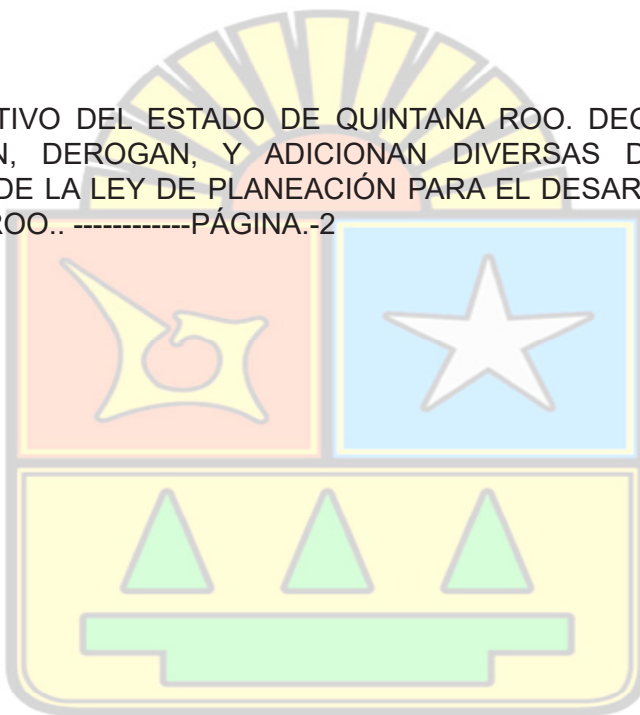 TIVO DEL ESTADO DE QUINTANA ROO. DEC
N, DEROGAN, Y ADICIONAN DIVERSAS D
DE LA LEY DE PLANEACIÓN PARA EL DESAR
ROO.. ------------PÁGINA.-2